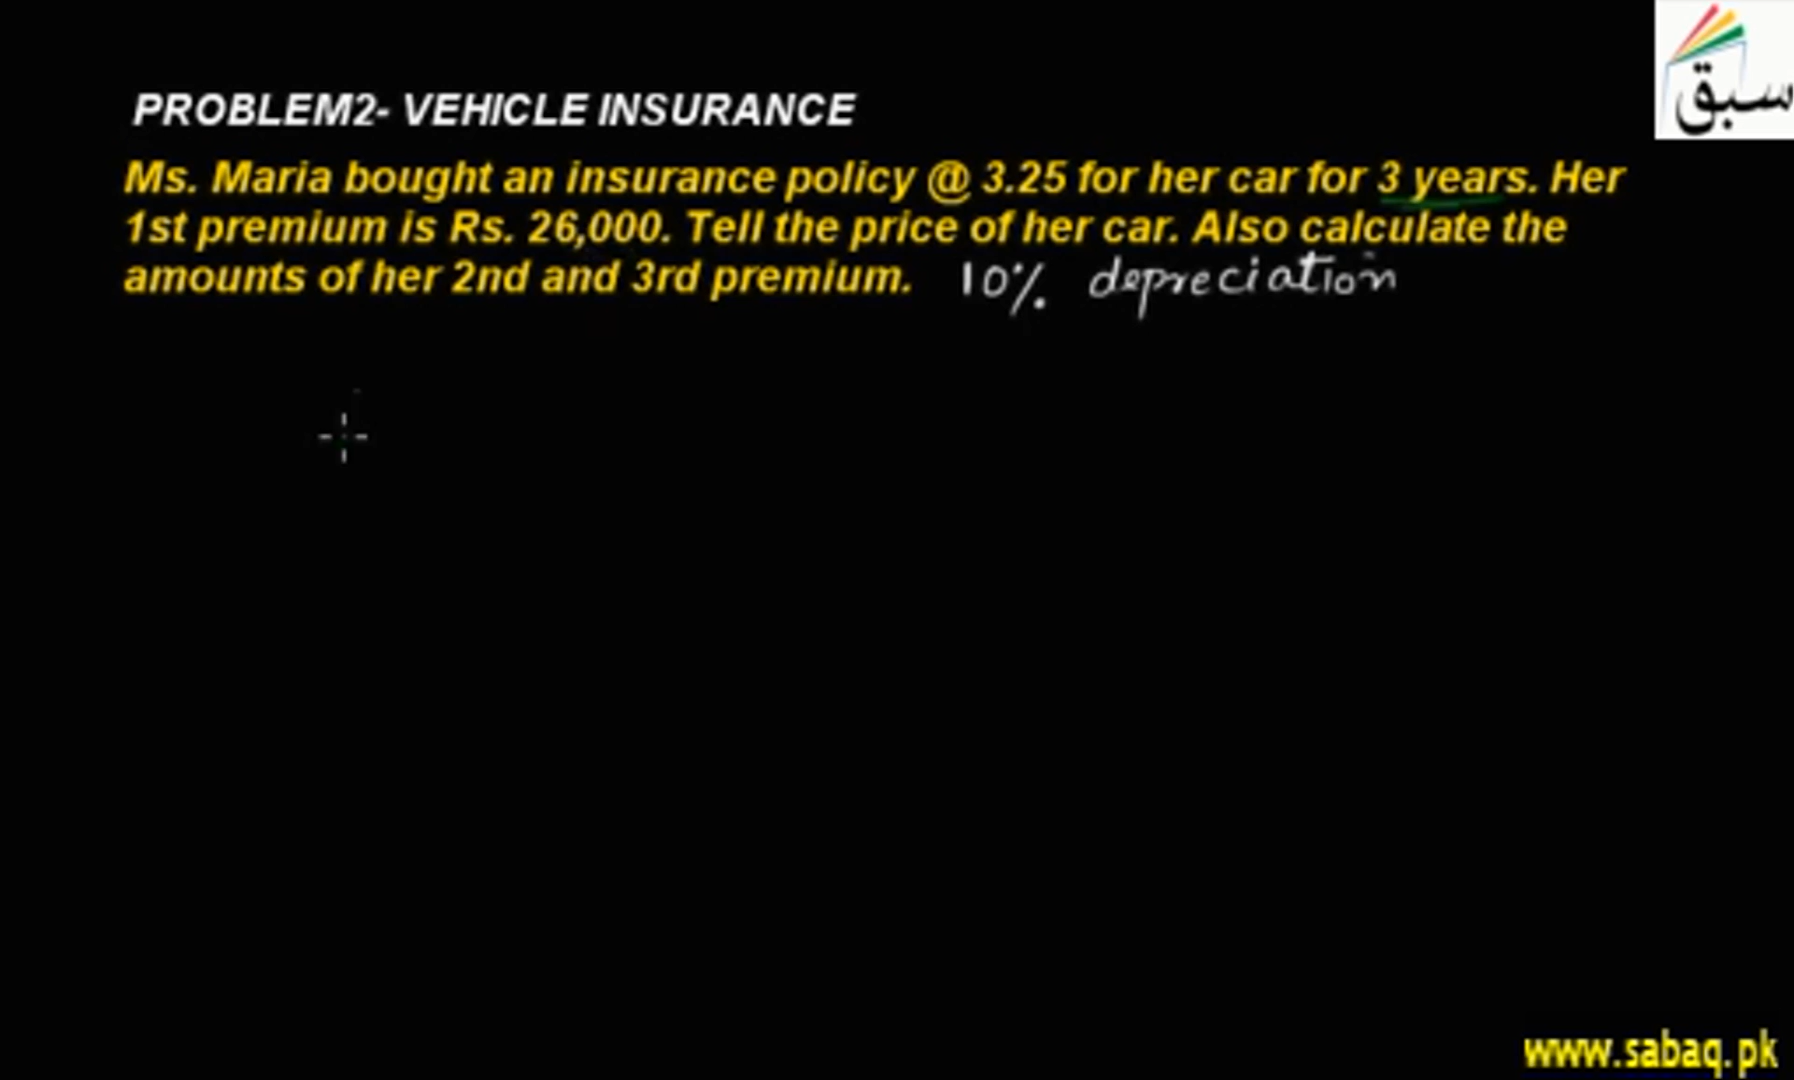 سبق
PROBLEM2- VEHICLE INSURANCE
Ms. Maria bought an insurance policy @ 3.25 for her car for 3 years. Her
1st premium is Rs. 26,000. Tell the price of her car. Also calculate the
amounts of her 2nd and 3rd premium. 10% depreciation
www.sabaq.pk